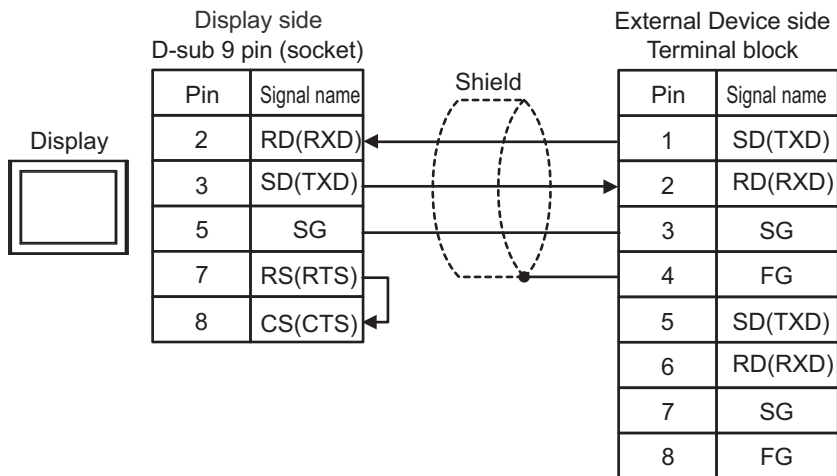 Display side
D-sub 9 pin (socket)
External Device side
Terminal block
Shield
Display
Pin Signal name
2 RD(RXD)
3 SD(TXD)
5 SG
7 RS(RTS)
8 CS(CTS)
Pin Signal name
1 SD(TXD)
2 RD(RXD)
3 SG
4 FG
5 SD(TXD)
6 RD(RXD)
7 SG
8 FG